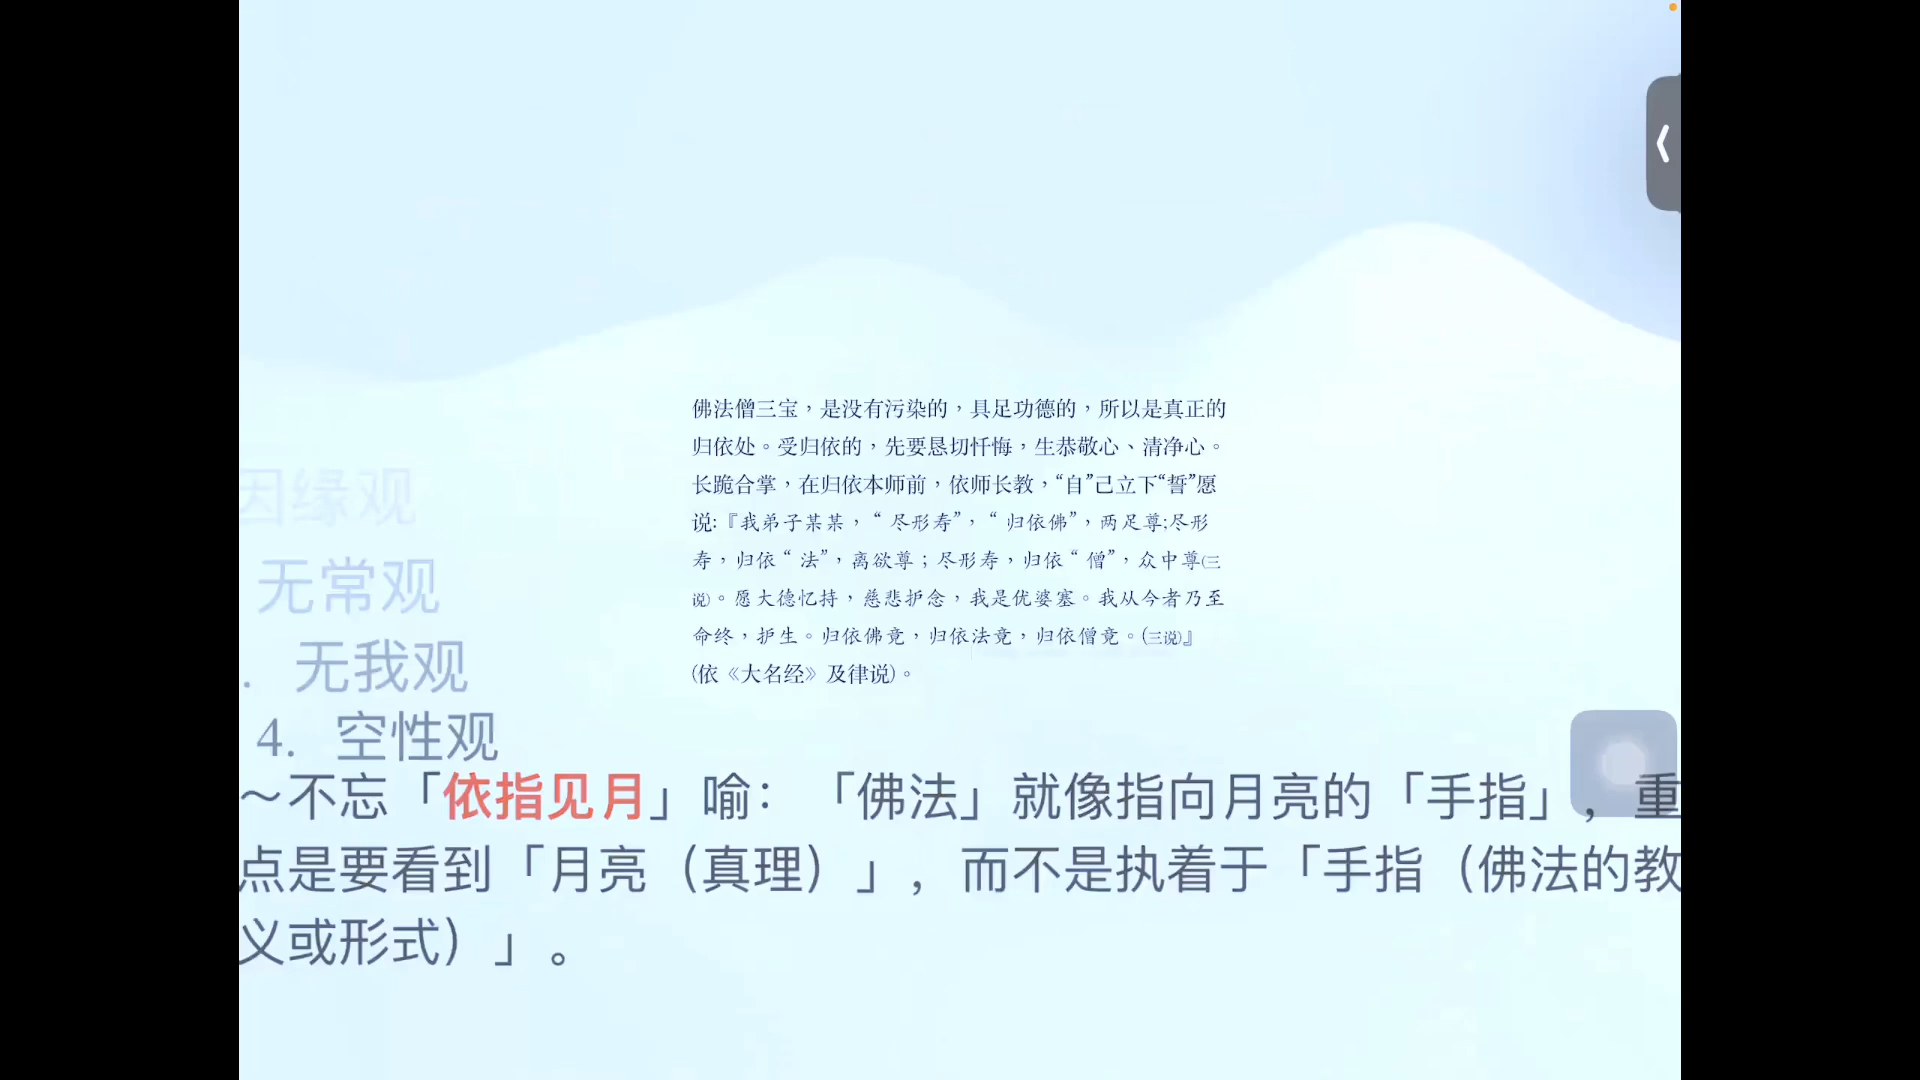 佛法僧三宝，是没有污染的，具足功德的，所以是真正的
归依处。受归依的，先要恳切忏悔，生恭敬心、清净心。
长跪合掌，在归依本师前，依师长教，“自”己立下“誓”愿
说:『我弟子某某，“尽形寿”，“归依佛”，两足尊;尽形
寿，归依“法”，离欲尊；尽形寿，归依“僧”，众中尊(三
说)。愿大德忆持，慈悲护念，我是优婆塞。我从今者乃至
命终，护生。归依佛竟，归依法竟，归依僧竟。(三说)』
(依《大名经》及律说)。
因缘观
无常观
. 无我观
4. 空性观
～不忘「依指见月」喻：「佛法」就像指向月亮的「手指」，重
点是要看到「月亮（真理）」，而不是执着于「手指（佛法的教
义或形式）」。